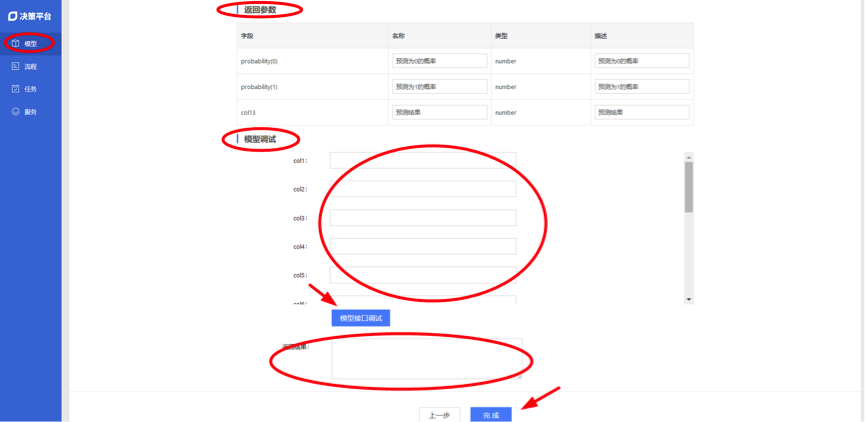 决策平台
模型
流程
任务
服务
返回参数
字段 名称 类型 描述
probability(0) 预测为0的概率 number 预测为0的概率
probability(1) 预测为1的概率 number 预测为1的概率
col13 预测结果 number 预测结果
模型调试
col1:
col2:
col3:
col4:
col5:
col6:
模型接口调试
返回结果:
上一步 完成